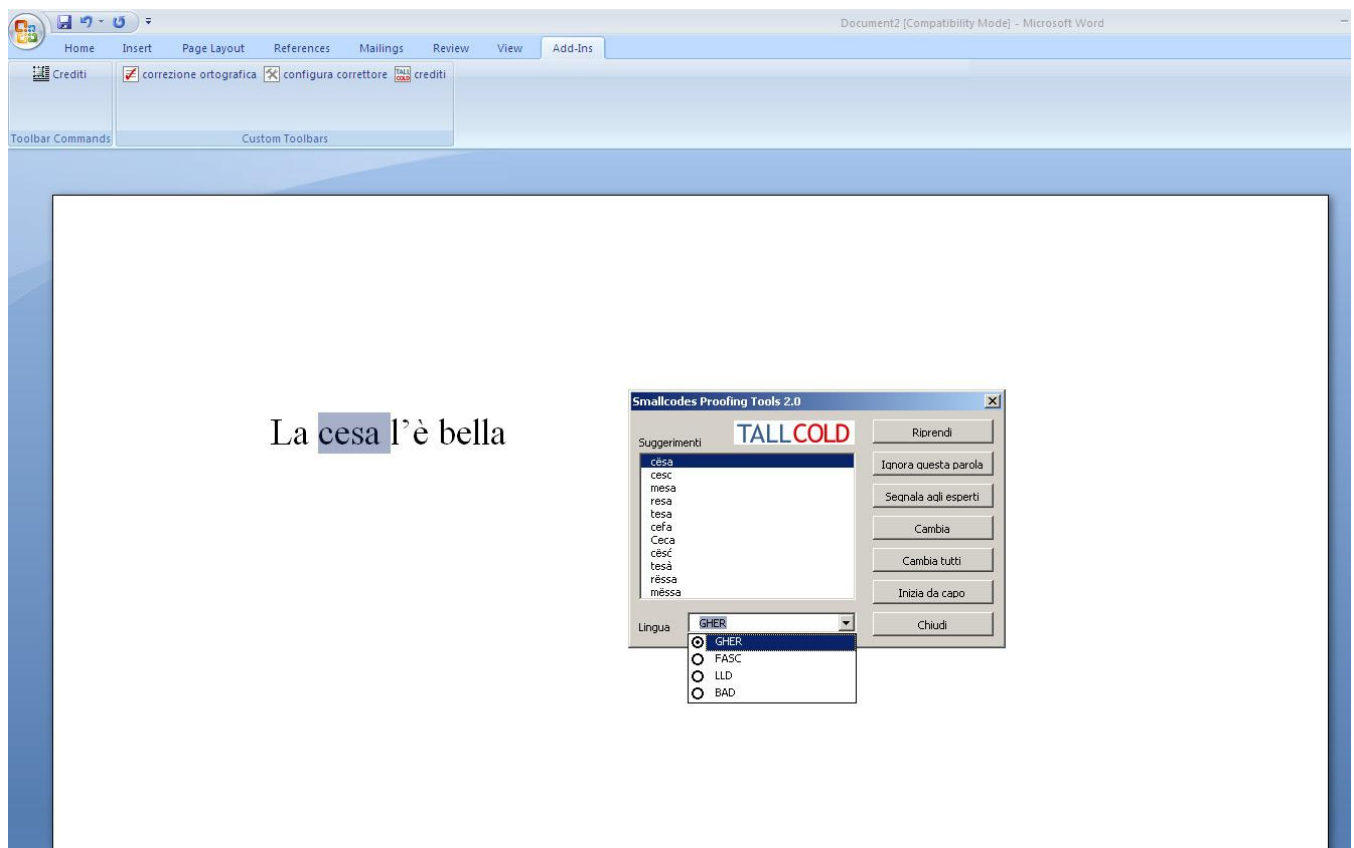 Document2 [Compatibility Mode] - Microsoft Word
Home Insert Page Layout References Mailings Review View Add-Ins
Crediti correzione ortografica configura correttore TALL COLD crediti
Toolbar Commands Custom Toolbars
La cesa l’è bella
Smallcodes Proofing Tools 2.0
Suggerimenti TALLCOLD
cësa
cesc
mesa
resa
tesa
cefa
Ceca
cësć
tesà
rëssa
mëssa
Riprendi
Ignora questa parola
Segnala agli esperti
Cambia
Cambia tutti
Inizia da capo
Chiudi
Lingua GHER
GHER
FASC
LLD
BAD